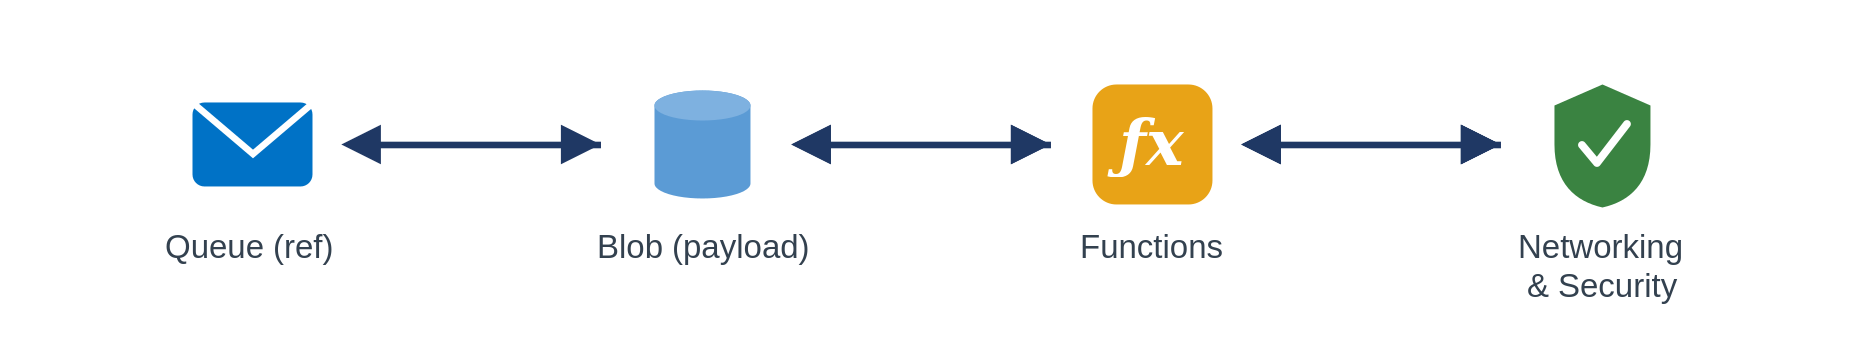 fx
Queue (ref)
Blob (payload)
Functions
Networking
& Security